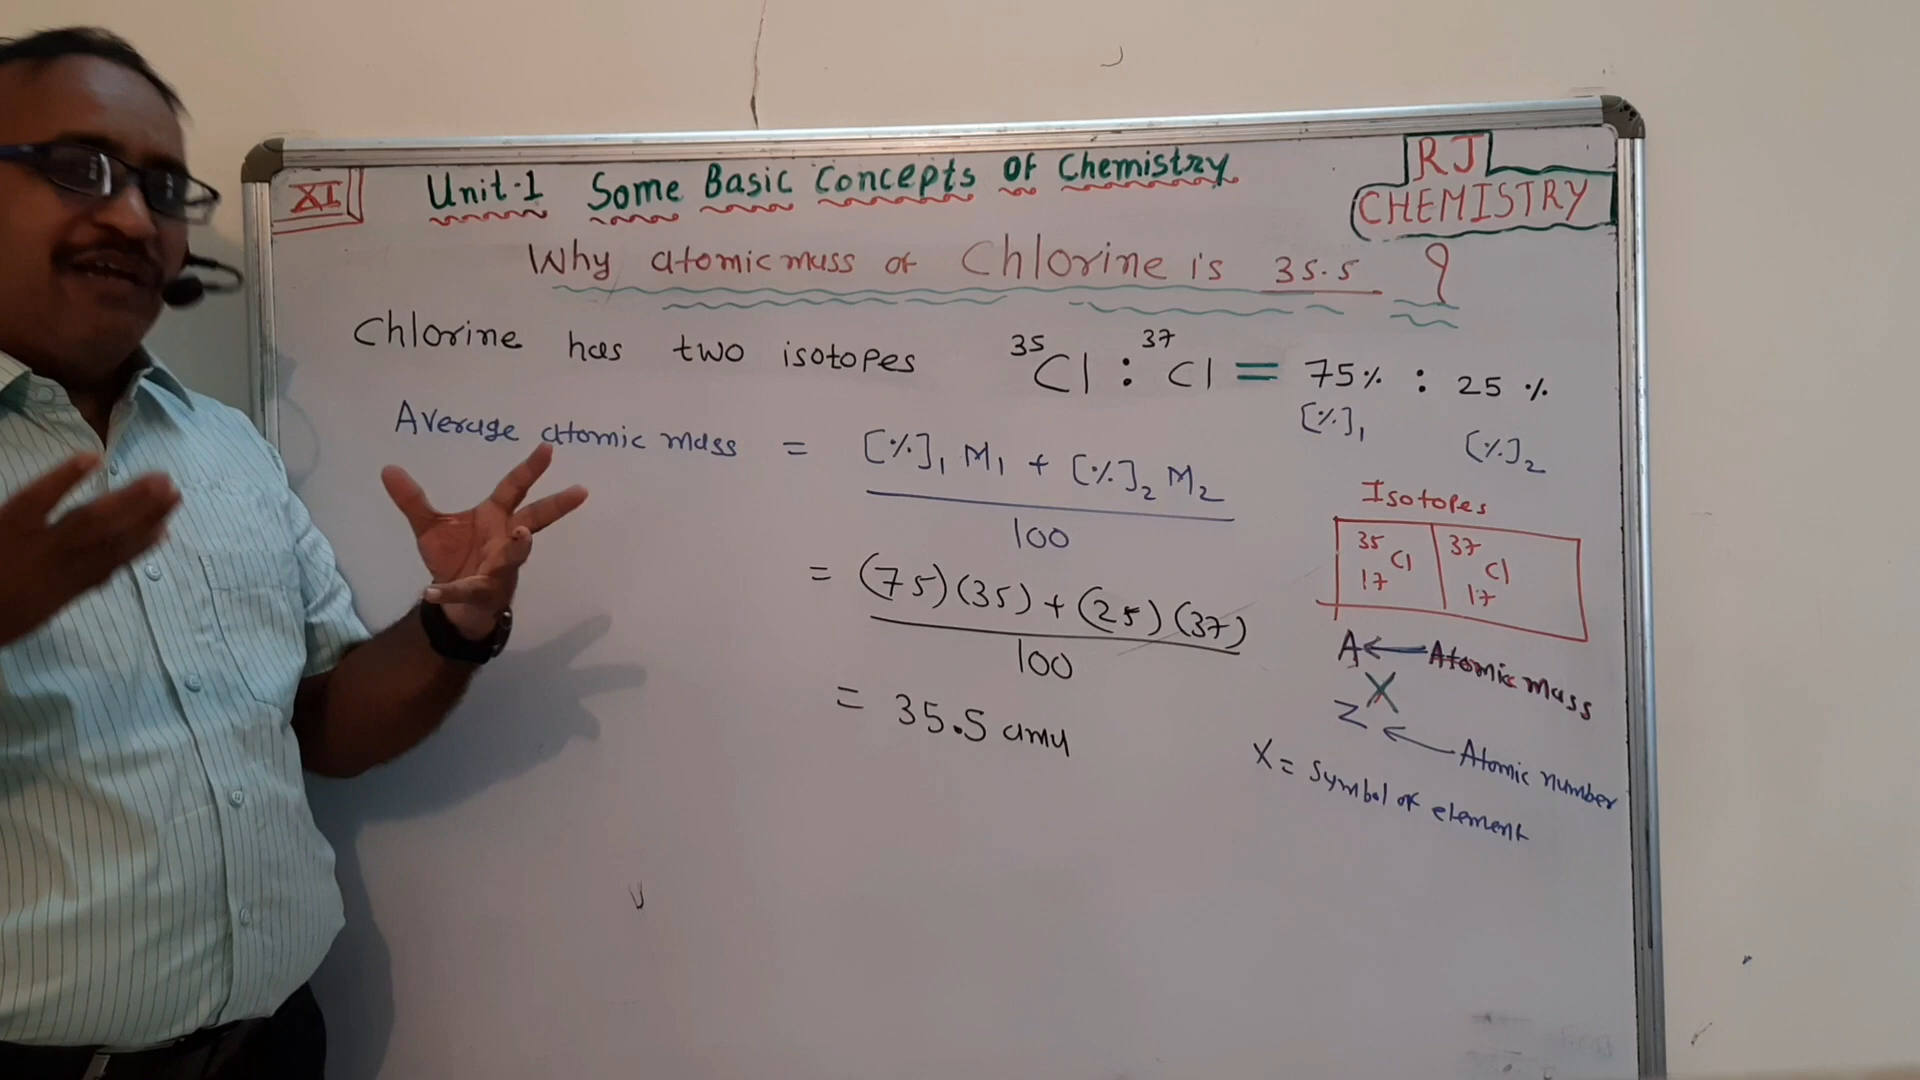 XI
Unit-1 Some Basic Concepts Of Chemistry
RJ
CHEMISTRY
Why atomic mass of Chlorine is 35.5 ?
Chlorine has two isotopes ³⁵Cl : ³⁷Cl = 75% : 25 %
[%]₁ [%]₂
Average atomic mass = [%]₁ M₁ + [%]₂ M₂
100
= (75)(35) + (25)(37)
100
= 35.5 amu
Isotopes
35 Cl 17
37 Cl 17
A ← Atomic mass
X
Z ← Atomic number
X = Symbol of element